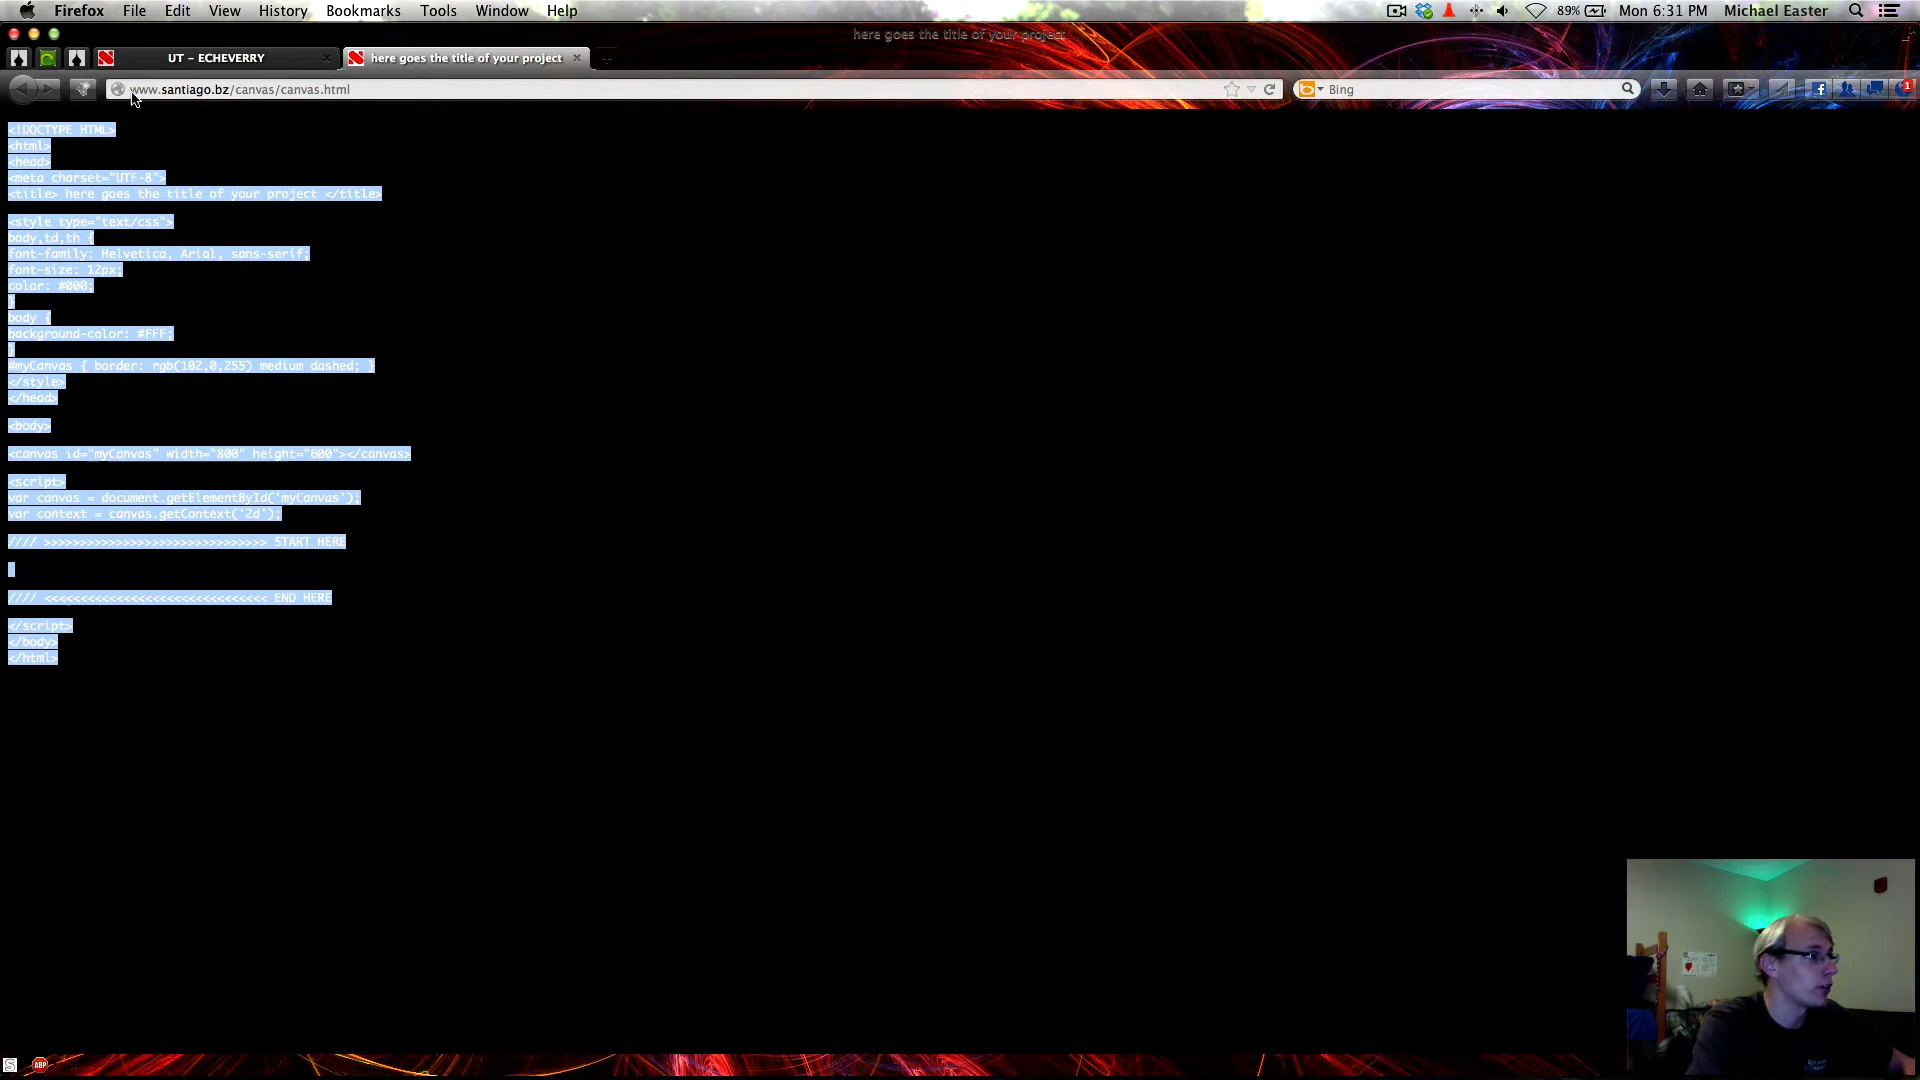 Firefox File Edit View History Bookmarks Tools Window Help 89% Mon 6:31 PM Michael Easter
here goes the title of your project
UT – ECHEVERRY here goes the title of your project
www.santiago.bz/canvas/canvas.html Bing 1
<!DOCTYPE HTML>
<html>
<head>
<meta charset="UTF-8">
<title> here goes the title of your project </title>
<style type="text/css">
body,td,th {
font-family: Helvetica, Arial, sans-serif;
font-size: 12px;
color: #000;
}
body {
background-color: #FFF;
}
#myCanvas { border: rgb(102,0,255) medium dashed; }
</style>
</head>
<body>
<canvas id="myCanvas" width="800" height="600"></canvas>
<script>
var canvas = document.getElementById('myCanvas');
var context = canvas.getContext('2d');
//// >>>>>>>>>>>>>>>>>>>>>>>>>>>>>>> START HERE
//// <<<<<<<<<<<<<<<<<<<<<<<<<<<<<<< END HERE
</script>
</body>
</html>
S ABP